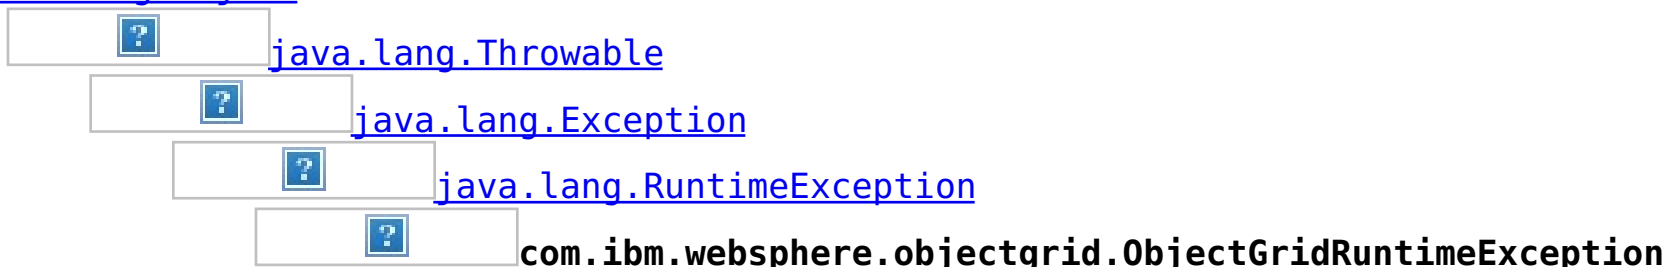 java.lang.Throwable
java.lang.Exception
java.lang.RuntimeException
com.ibm.websphere.objectgrid.ObjectGridRuntimeException